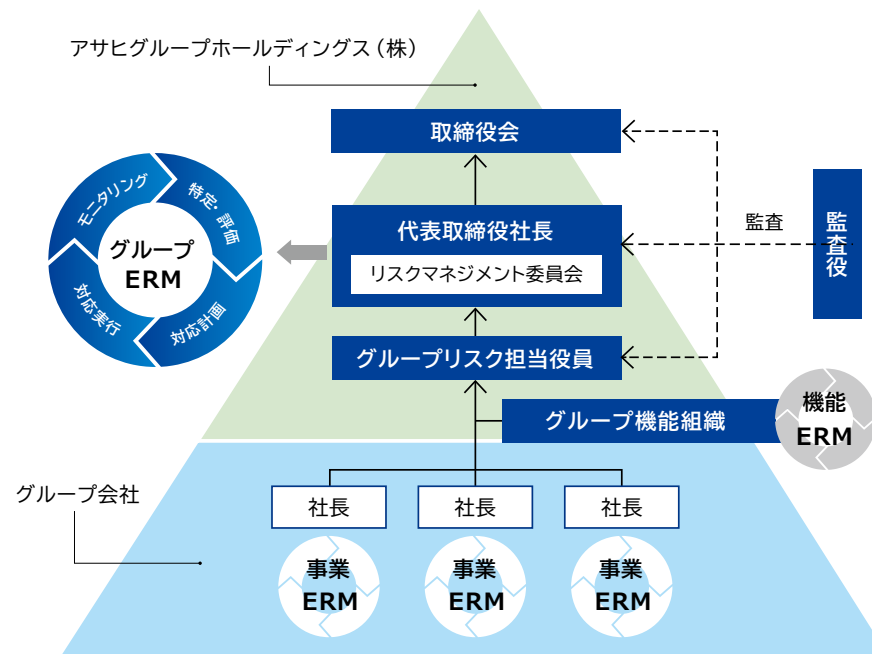 アサヒグループホールディングス（株）
取締役会
モニタリング
特定・評価
グループ
ERM
対応実行
対応計画
代表取締役社長
リスクマネジメント委員会
監査
監査役
グループリスク担当役員
グループ機能組織
機能
ERM
グループ会社
社長
社長
社長
事業
ERM
事業
ERM
事業
ERM